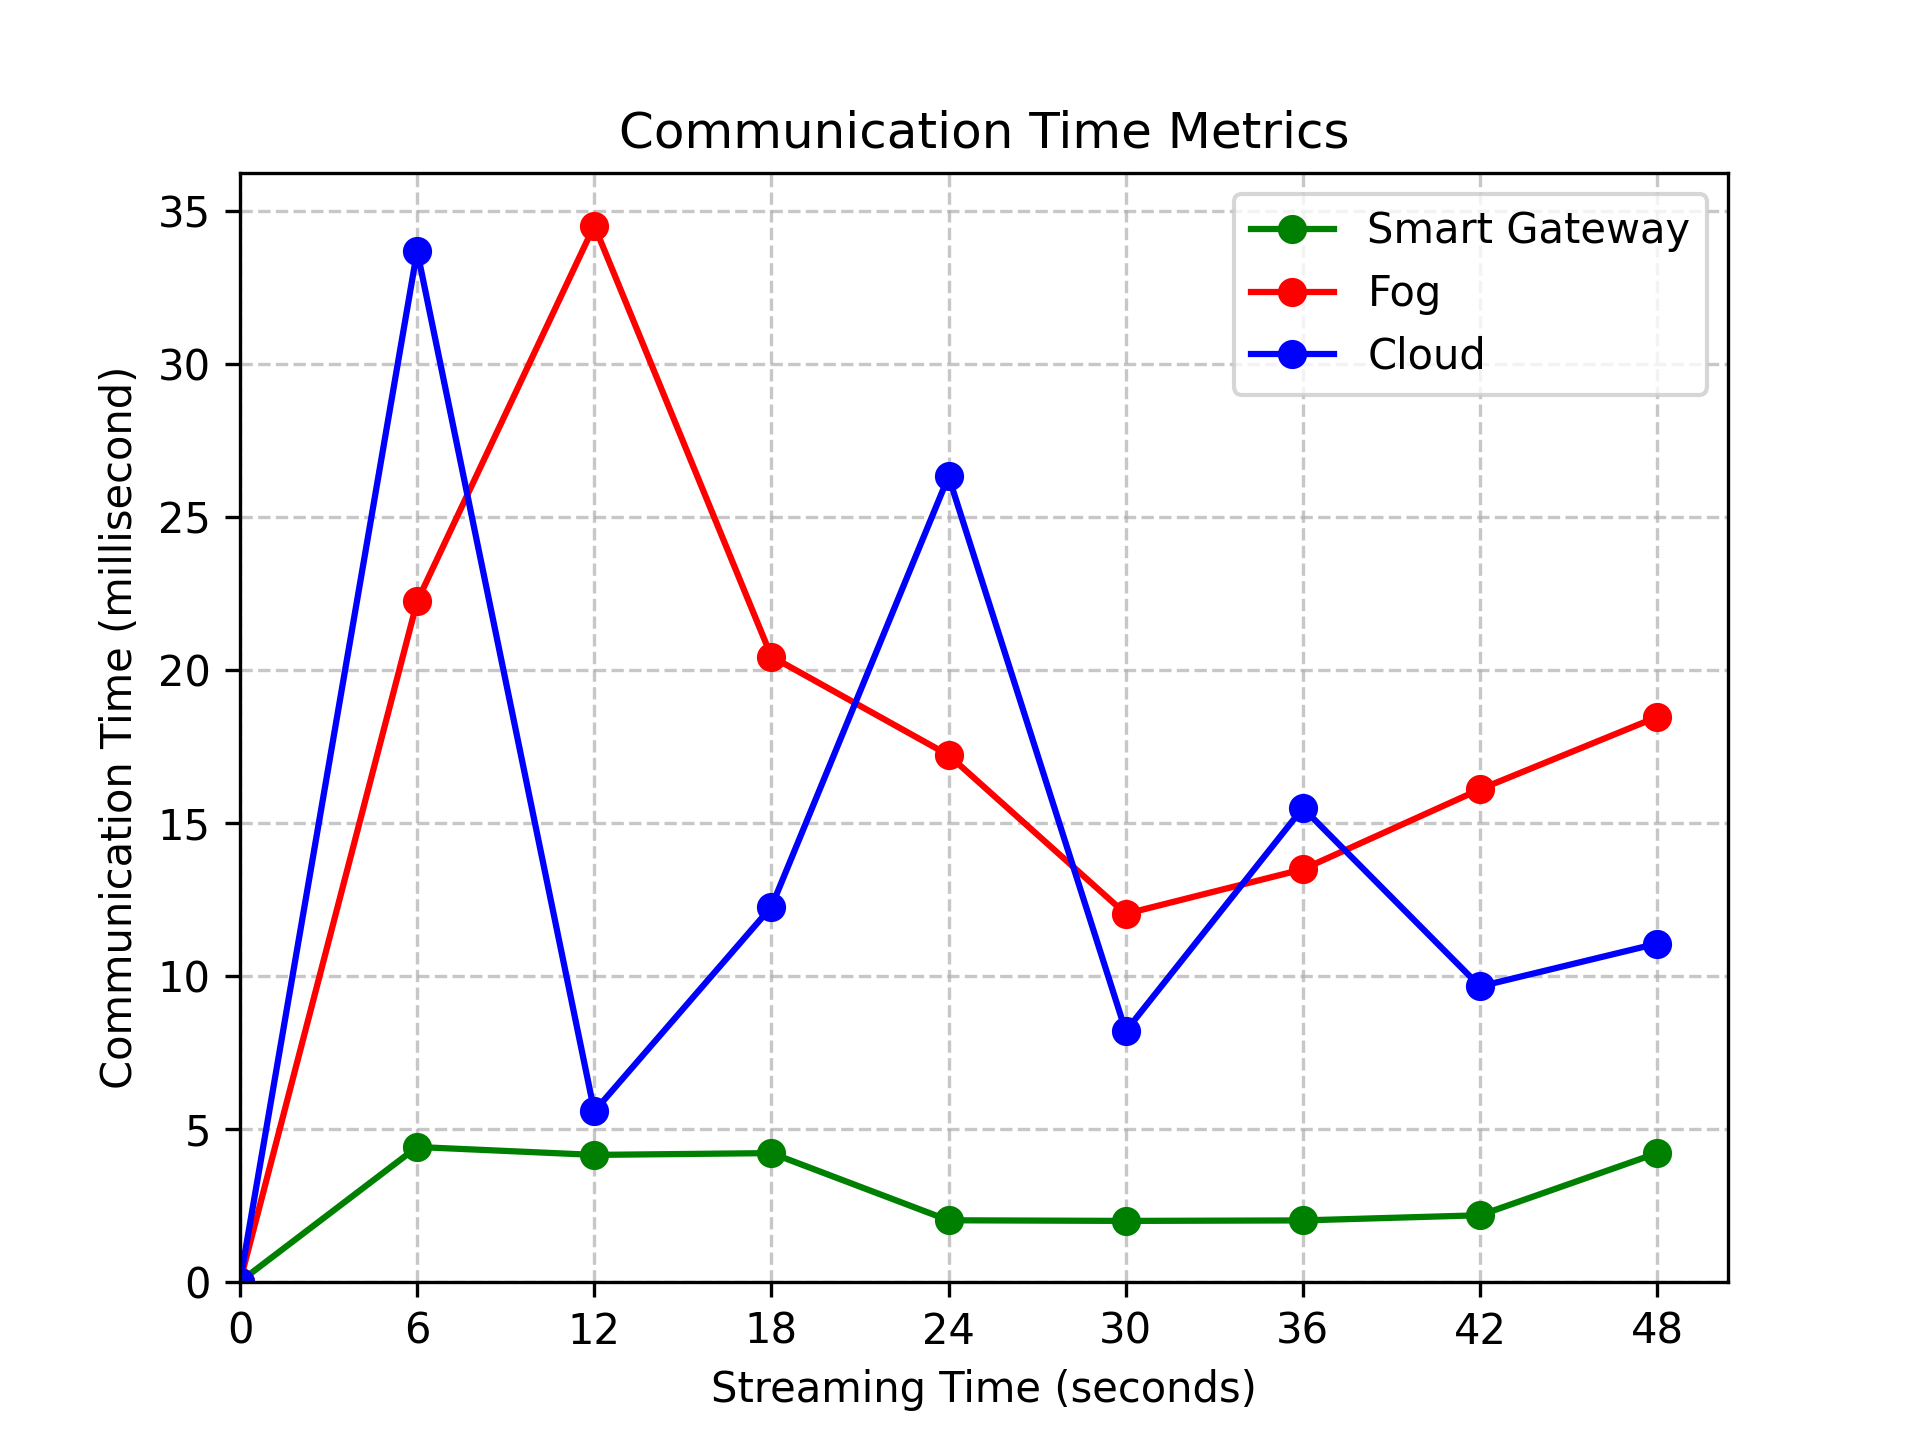 Communication Time Metrics
35
30
25
20
15
10
5
0
Communication Time (millisecond)
Smart Gateway
Fog
Cloud
0 6 12 18 24 30 36 42 48
Streaming Time (seconds)